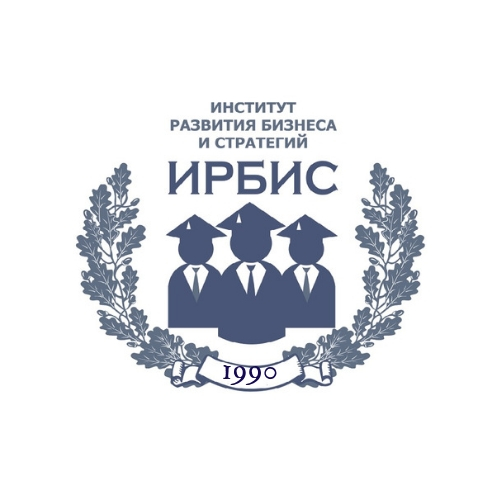 ИНСТИТУТ
РАЗВИТИЯ БИЗНЕСА
И СТРАТЕГИЙ
ИРБИС
1990